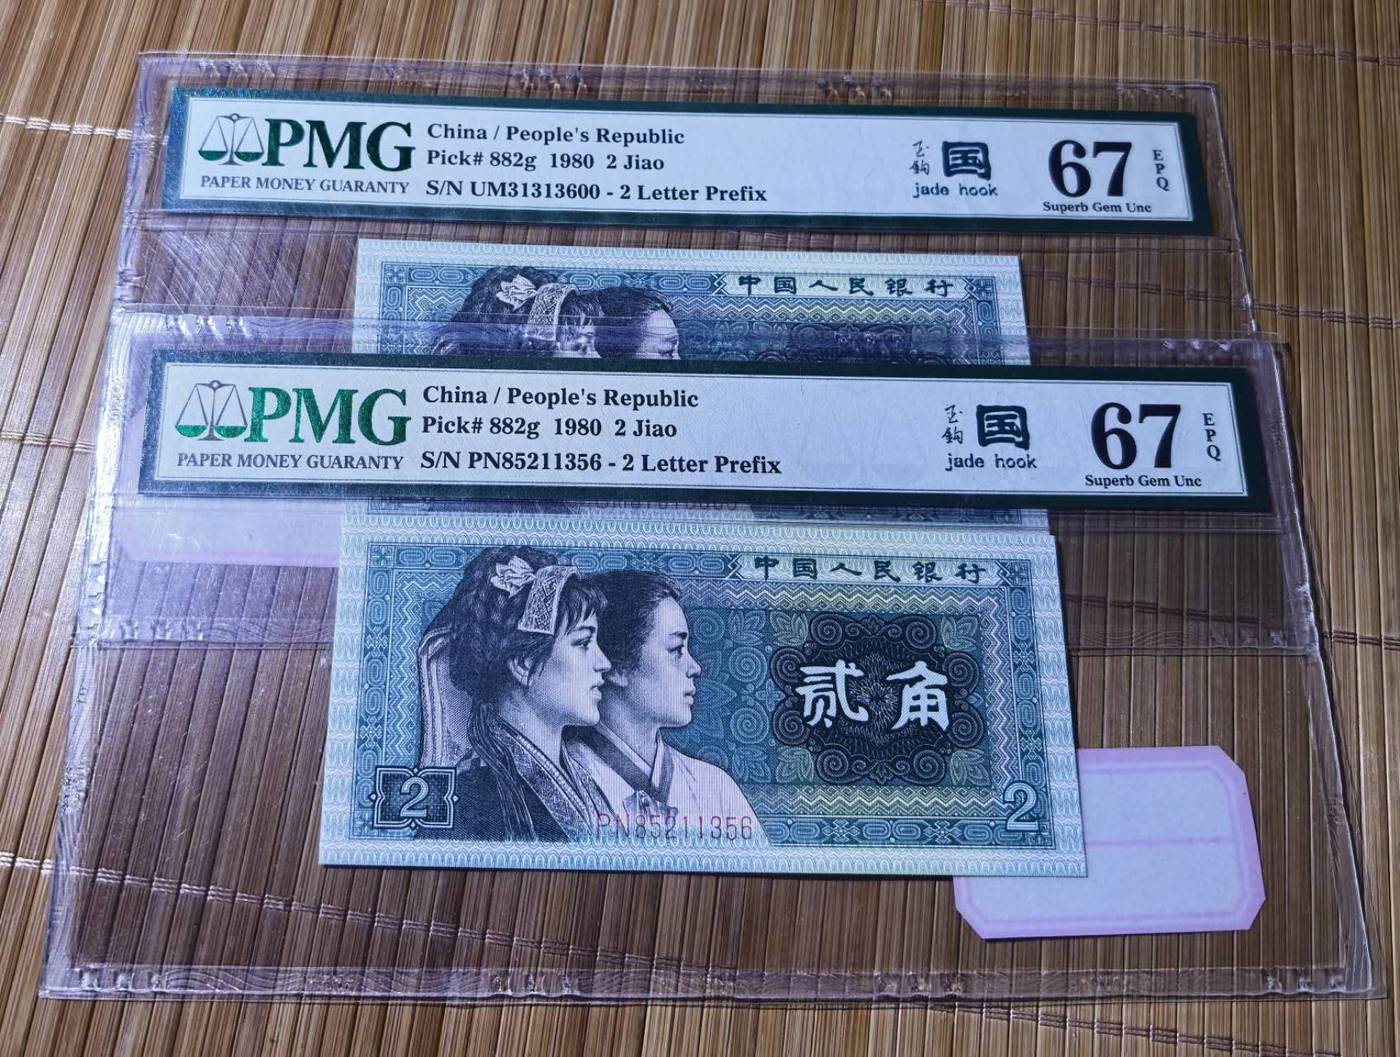 PMG
PAPER MONEY GUARANTY
China / People's Republic
Pick# 882g 1980 2 Jiao
S/N UM31313600 - 2 Letter Prefix
玉鈎
国
jade hook
67
EPQ
Superb Gem Unc
中国人民银行
PMG
PAPER MONEY GUARANTY
China / People's Republic
Pick# 882g 1980 2 Jiao
S/N PN85211356 - 2 Letter Prefix
玉鈎
国
jade hook
67
EPQ
Superb Gem Unc
中国人民银行
贰角
2
2
PN85211356